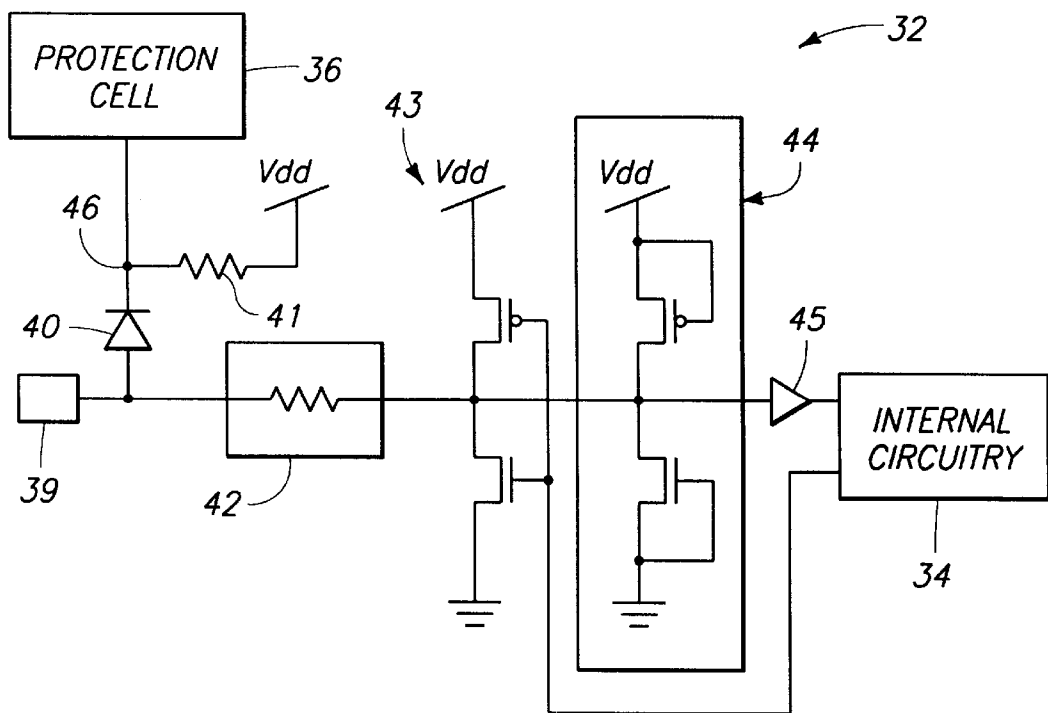 PROTECTION
CELL
36
32
43
Vdd
Vdd
Vdd
44
46
41
40
45
39
42
INTERNAL
CIRCUITRY
34